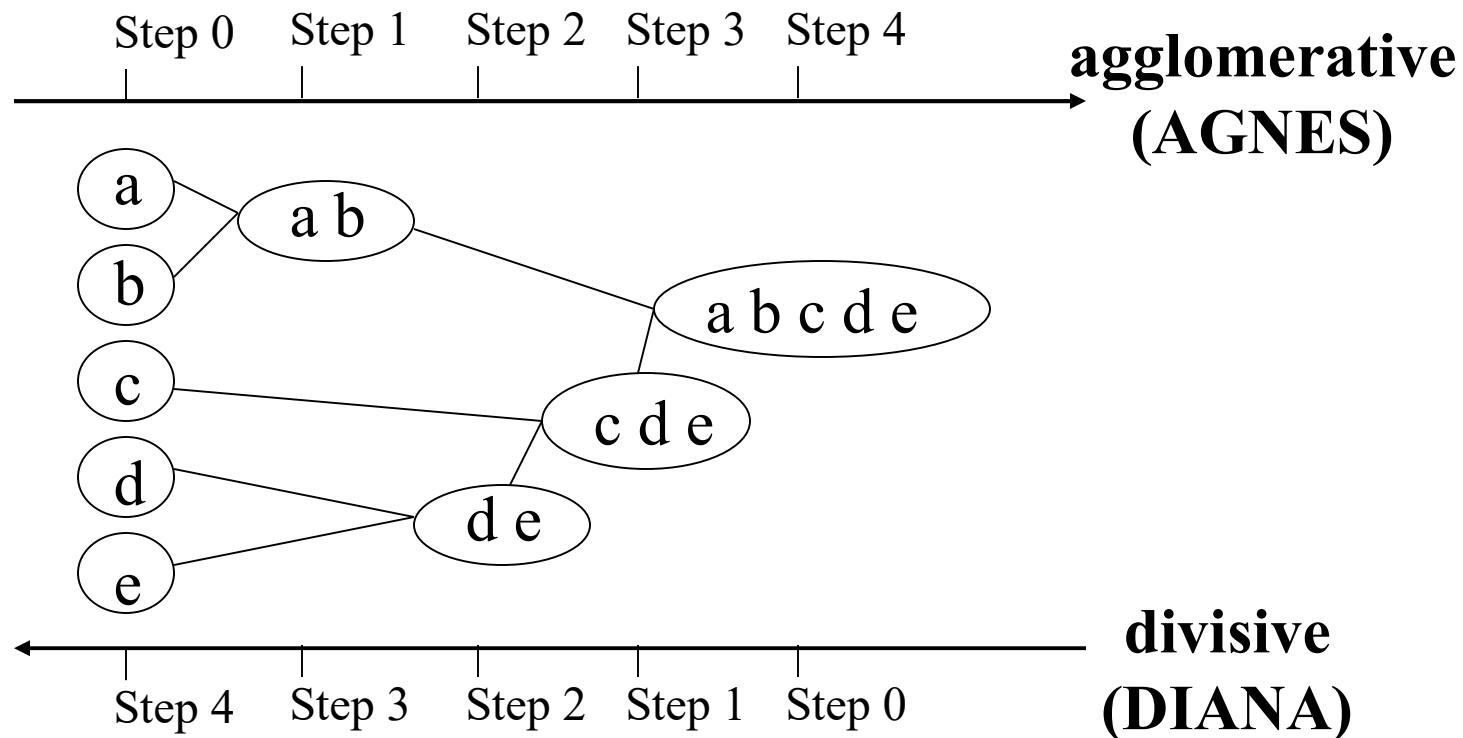 Step 0 Step 1 Step 2 Step 3 Step 4
agglomerative
(AGNES)
a
a b
b
a b c d e
c
c d e
d
d e
e
divisive
(DIANA)
Step 4 Step 3 Step 2 Step 1 Step 0